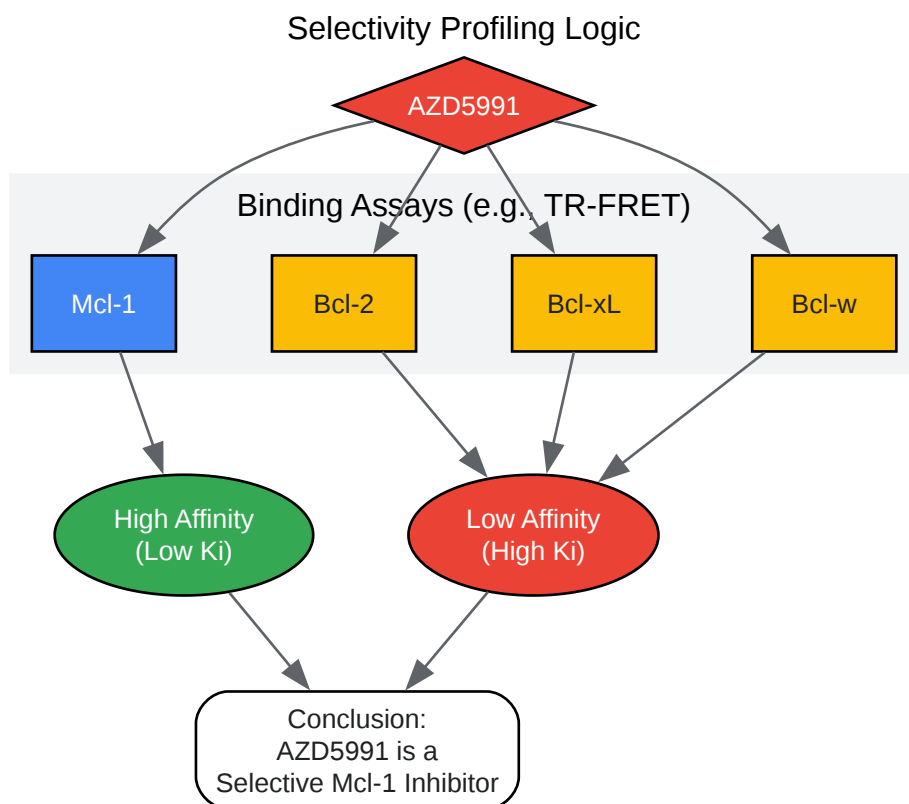 Selectivity Profiling Logic
AZD5991
Binding Assays (e.g., TR-FRET)
Mcl-1
Bcl-2
Bcl-xL
Bcl-w
High Affinity
(Low Ki)
Low Affinity
(High Ki)
Conclusion:
AZD5991 is a
Selective Mcl-1 Inhibitor